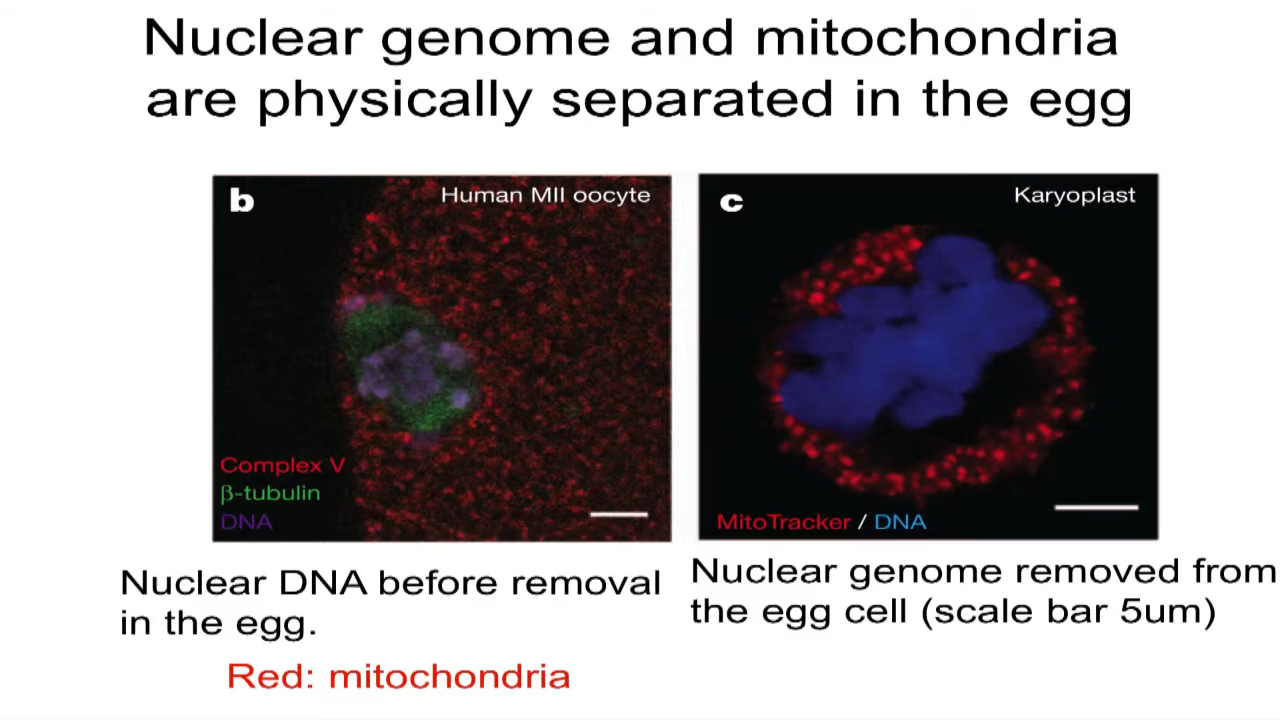 Nuclear genome and mitochondria
are physically separated in the egg
b
Human MII oocyte
Complex V
β-tubulin
DNA
c
Karyoplast
MitoTracker / DNA
Nuclear DNA before removal
in the egg.
Red: mitochondria
Nuclear genome removed from
the egg cell (scale bar 5um)